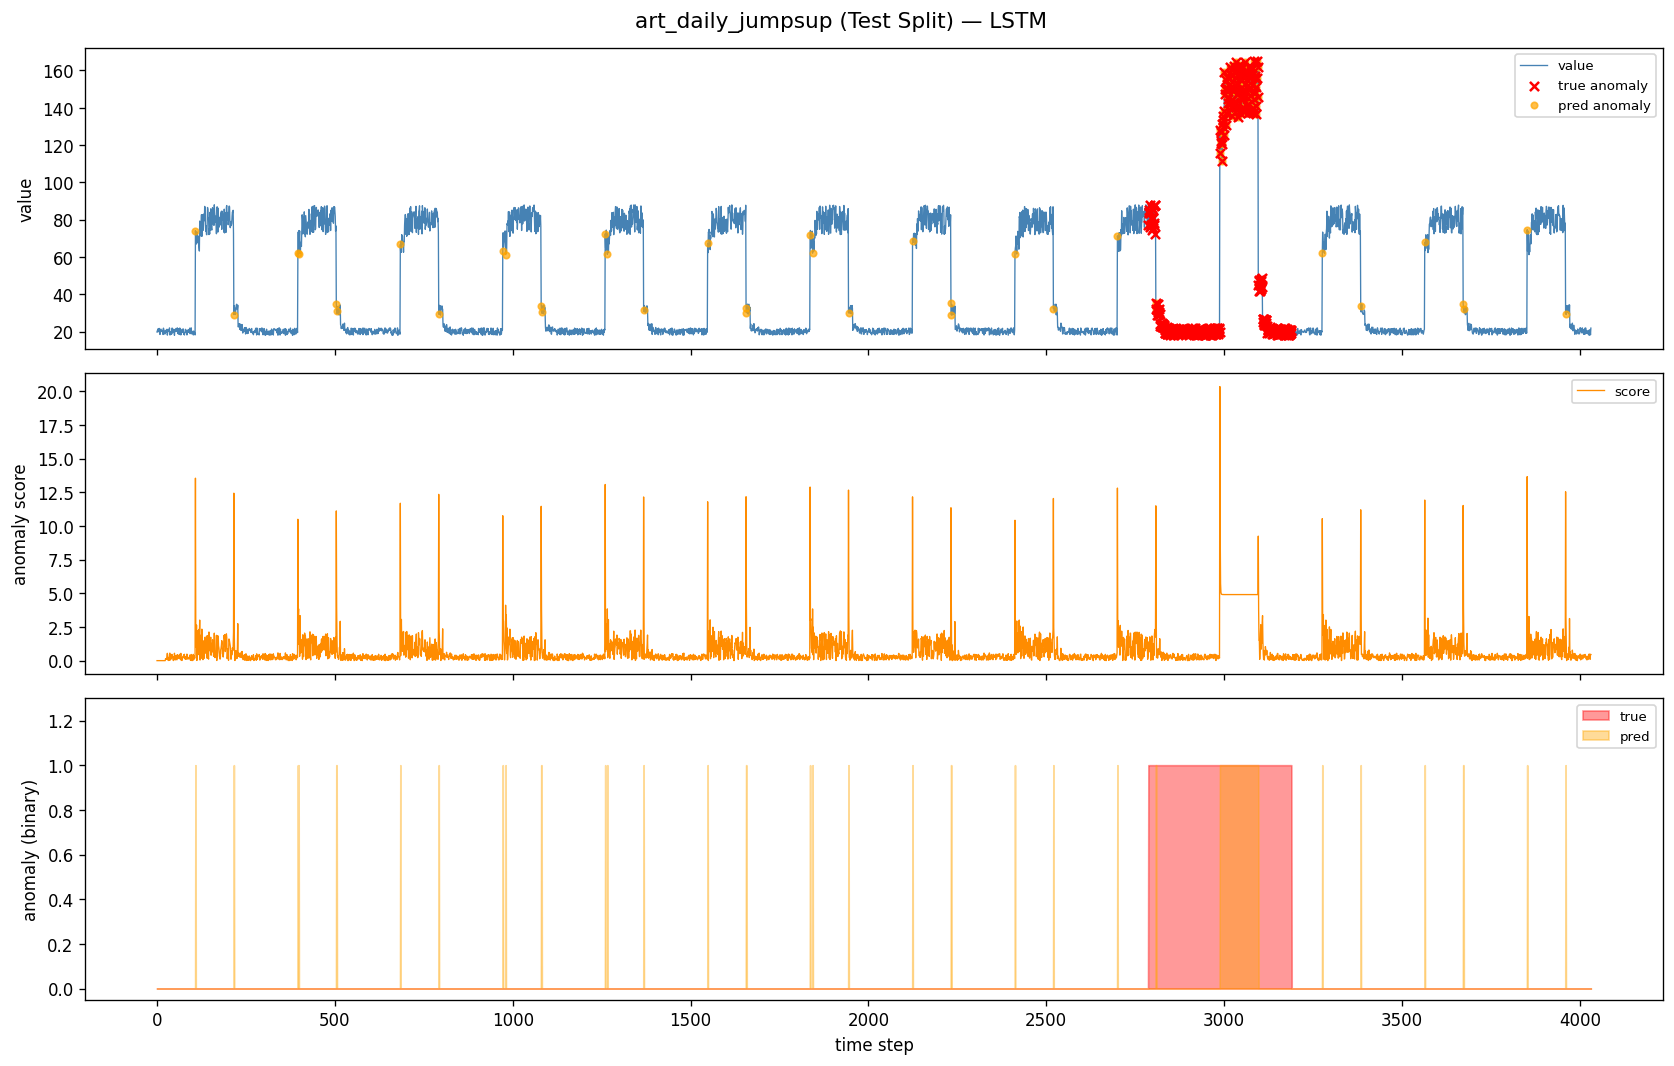 art_daily_jumpsup (Test Split) — LSTM
value
160
140
120
100
80
60
40
20
value
true anomaly
pred anomaly
anomaly score
20.0
17.5
15.0
12.5
10.0
7.5
5.0
2.5
0.0
score
anomaly (binary)
1.2
1.0
0.8
0.6
0.4
0.2
0.0
true
pred
0 500 1000 1500 2000 2500 3000 3500 4000
time step